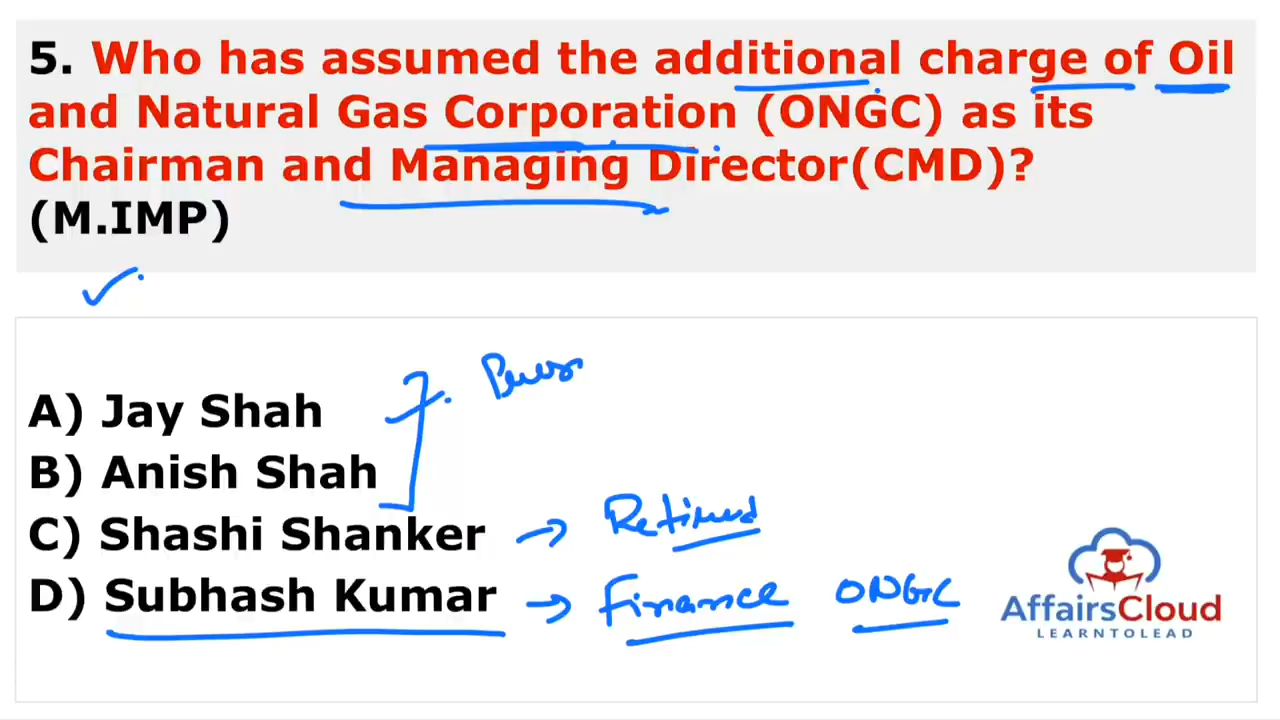 5. Who has assumed the additional charge of Oil
and Natural Gas Corporation (ONGC) as its
Chairman and Managing Director(CMD)?
(M.IMP)
A) Jay Shah
B) Anish Shah
C) Shashi Shanker → Retired
D) Subhash Kumar → Finance ONGC
AffairsCloud
LEARNTOLEAD